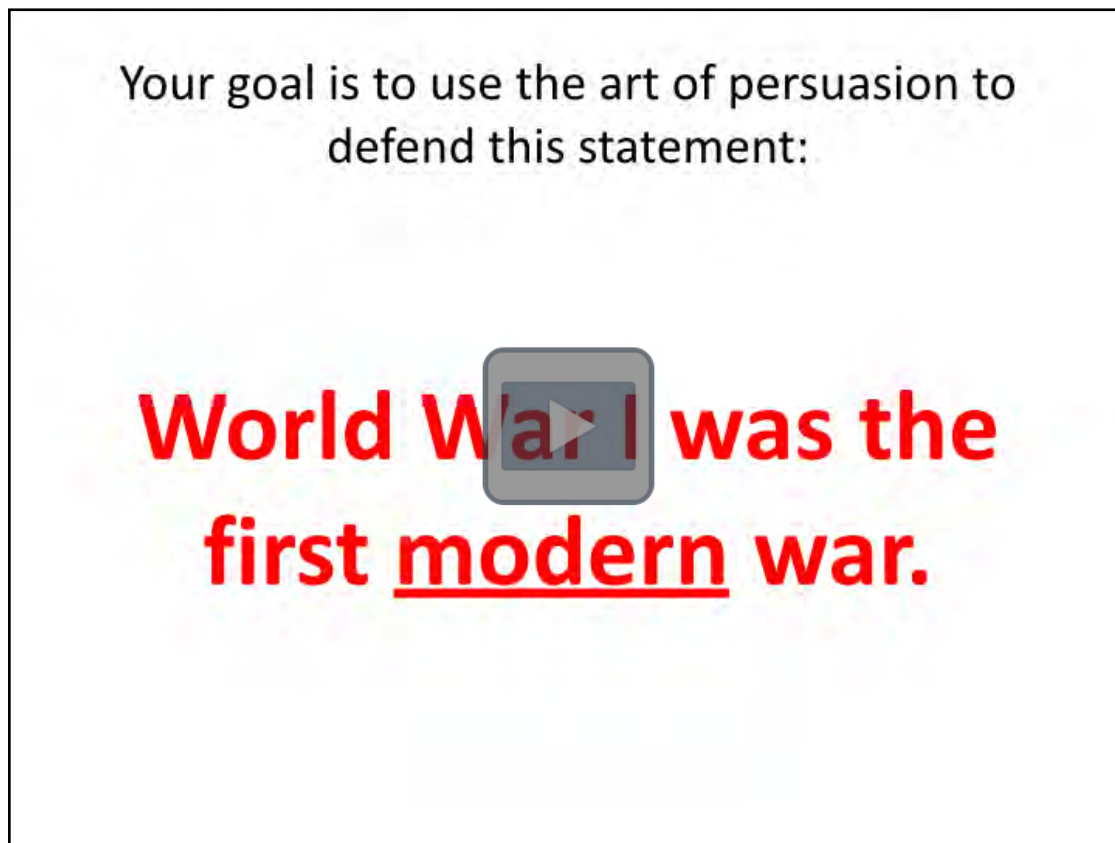 Your goal is to use the art of persuasion to
defend this statement:
World War I was the
first modern war.